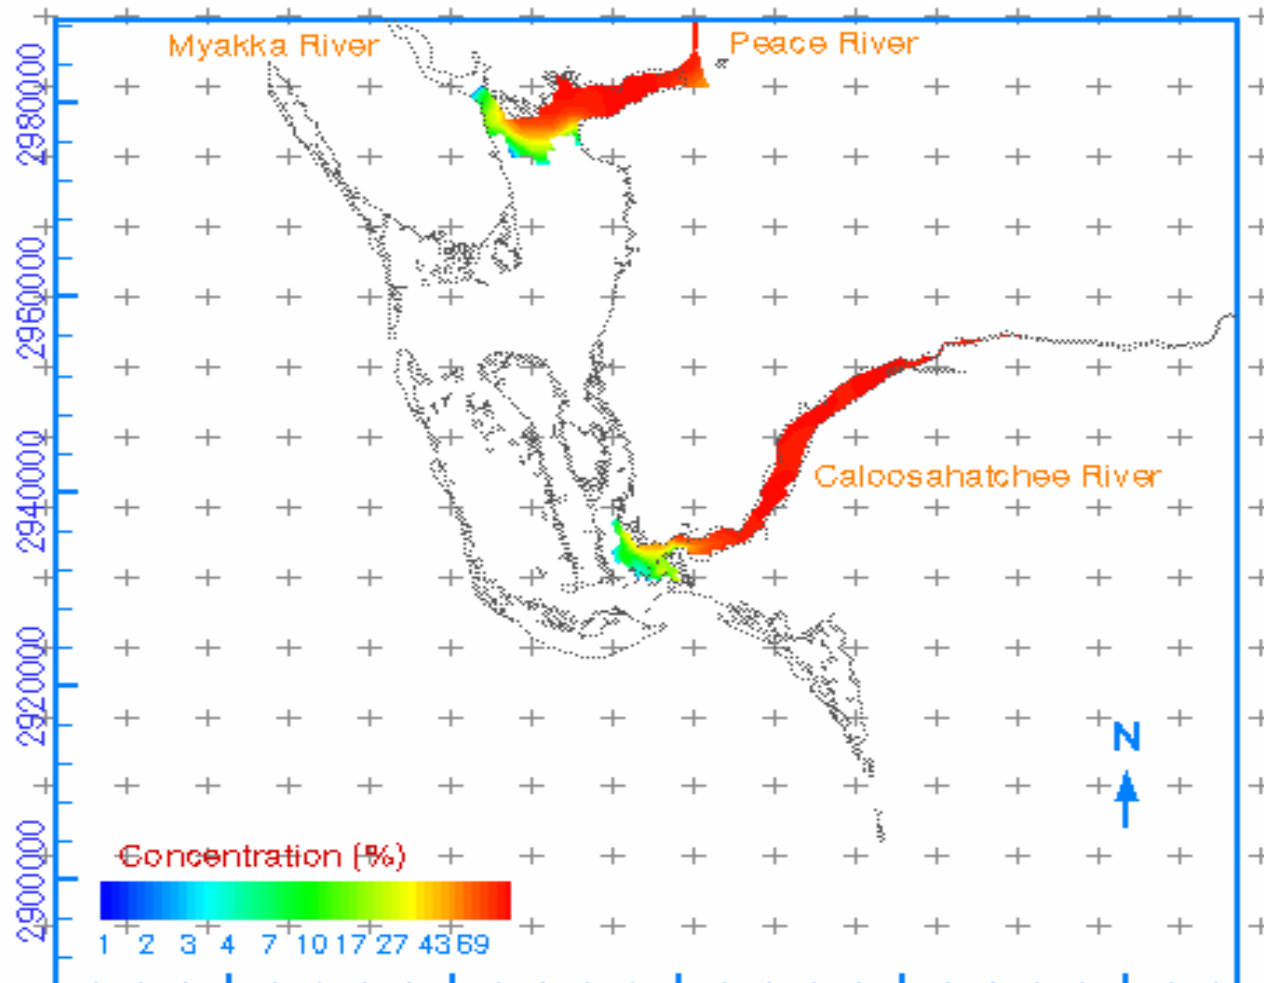 Myakka River
Peace River
2980000
2960000
Caloosahatchee River
2940000
2920000
N
Concentration (%)
2900000
1 2 3 4 7 10 17 27 43 69